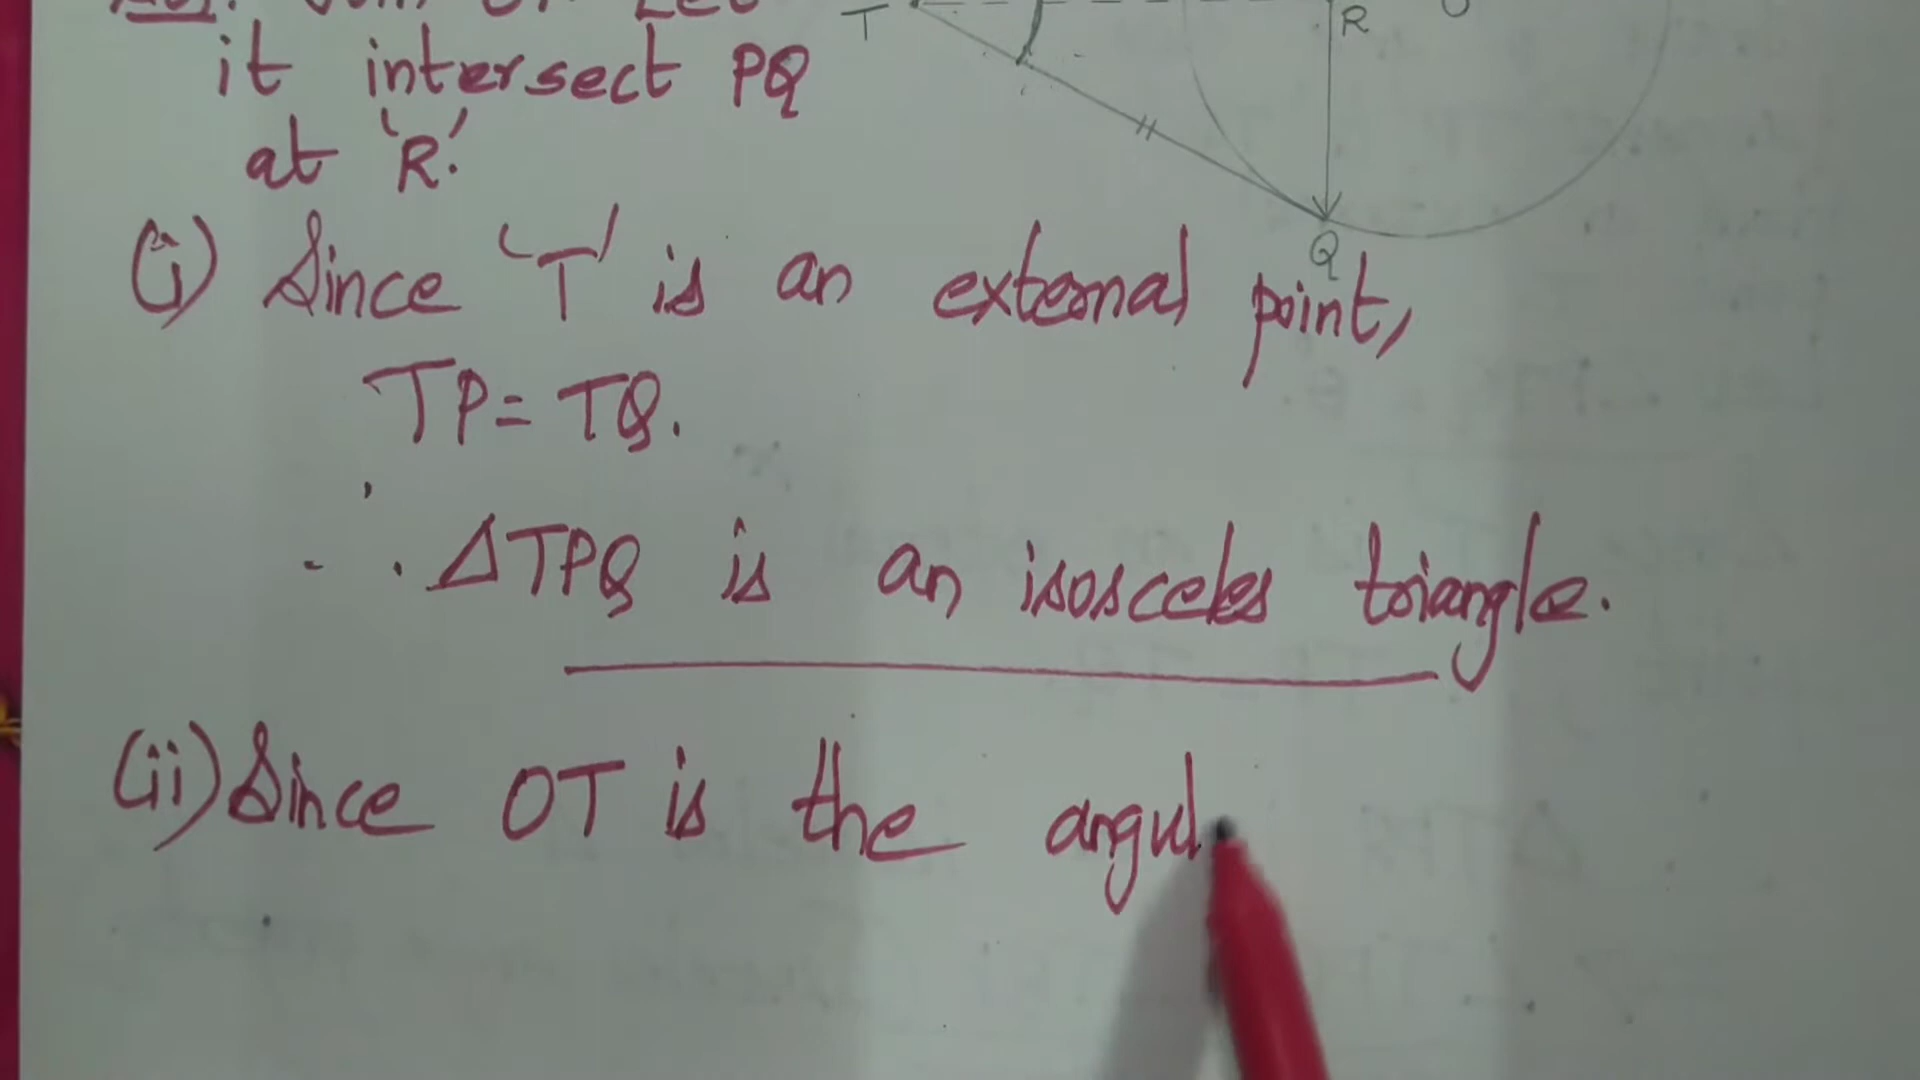 it intersect PQ
at 'R'.
T
R
Q
(i) Since 'T' is an external point,
TP = TQ.
∴ ΔTPQ is an isosceles triangle.
(ii) Since OT is the angul